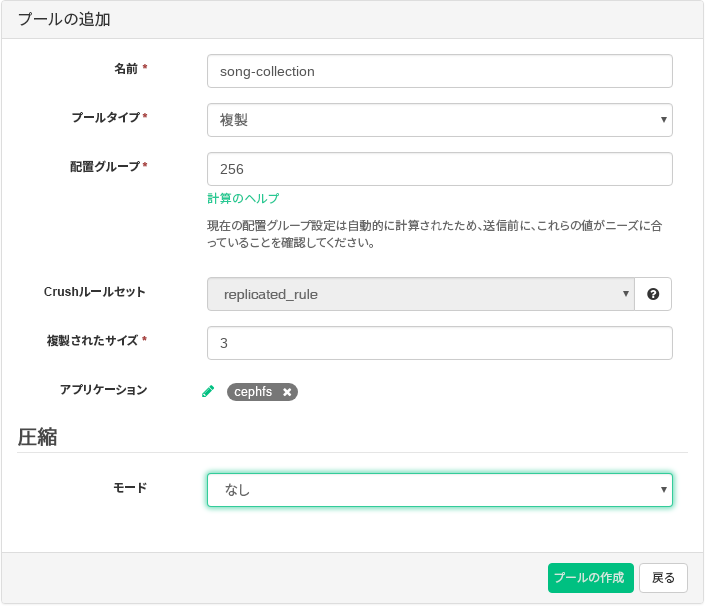 プールの追加
名前 *
song-collection
プールタイプ *
複製
配置グループ *
256
計算のヘルプ
現在の配置グループ設定は自動的に計算されたため、送信前に、これらの値がニーズに合
っていることを確認してください。
Crushルールセット
replicated_rule
複製されたサイズ *
3
アプリケーション
cephfs
圧縮
モード
なし
プールの作成
戻る